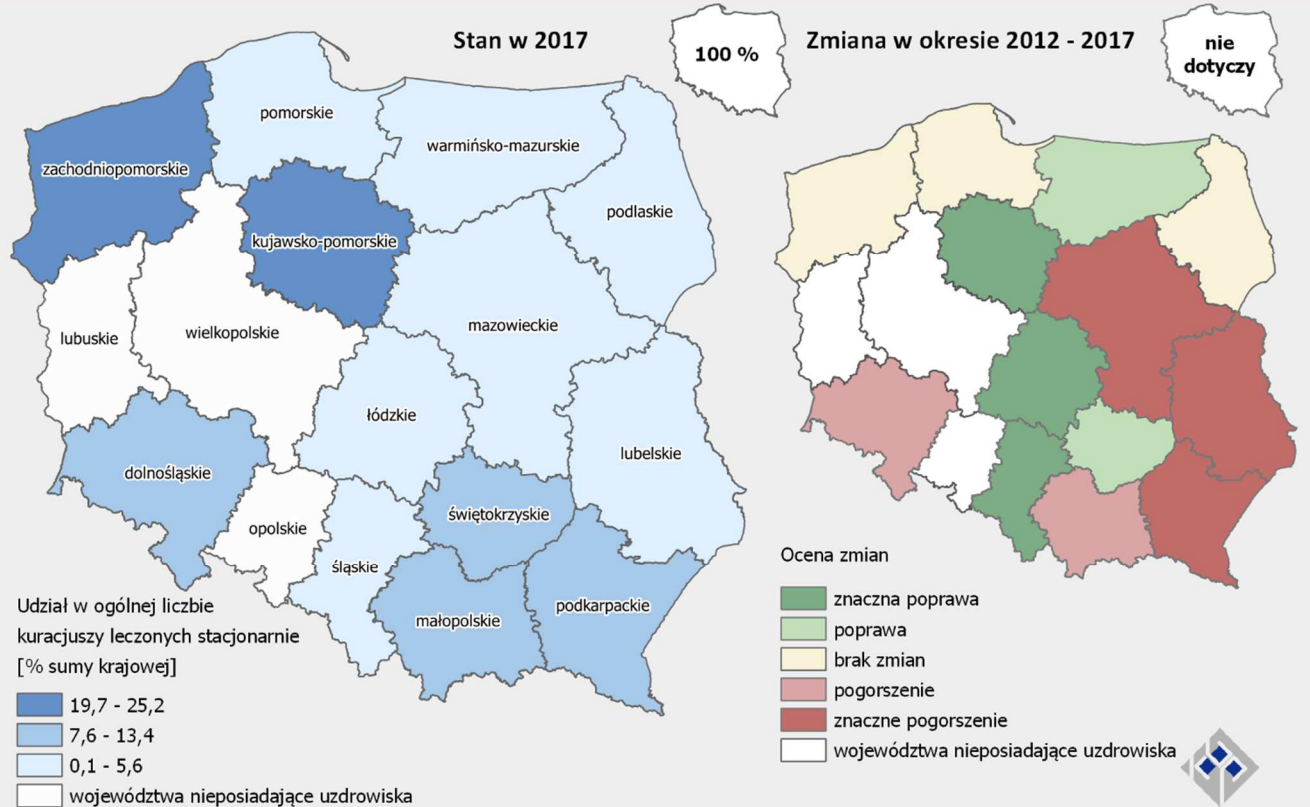 Stan w 2017
100 %
Zmiana w okresie 2012 - 2017
nie
dotyczy
pomorskie
warmińsko-mazurskie
zachodniopomorskie
podlaskie
kujawsko-pomorskie
mazowieckie
wielkopolskie
lubuskie
łódzkie
lubelskie
dolnośląskie
świętokrzyskie
opolskie
śląskie
podkarpackie
małopolskie
Udział w ogólnej liczbie
kuracjuszy leczonych stacjonarnie
[% sumy krajowej]
19,7 - 25,2
7,6 - 13,4
0,1 - 5,6
województwa nieposiadające uzdrowiska
Ocena zmian
znaczna poprawa
poprawa
brak zmian
pogorszenie
znaczne pogorszenie
województwa nieposiadające uzdrowiska